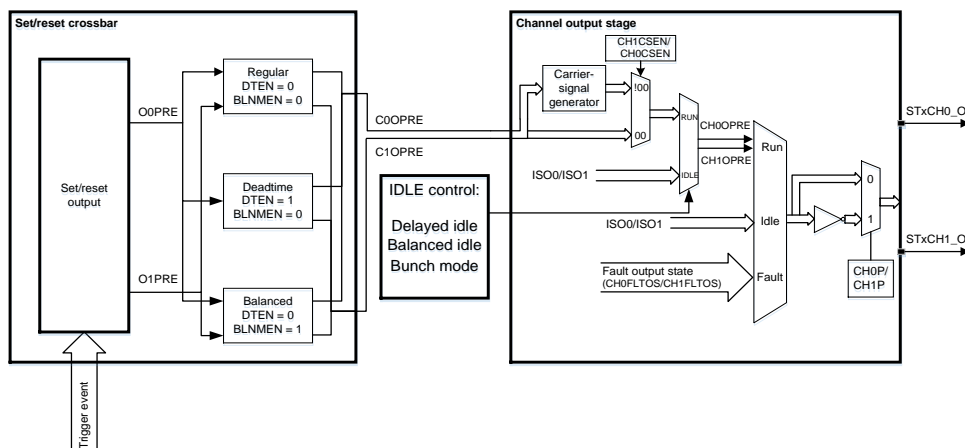 Set/reset crossbar
Set/reset
output
O0PRE
O1PRE
Regular
DTEN = 0
BLNMEN = 0
Deadtime
DTEN = 1
BLNMEN = 0
Balanced
DTEN = 0
BLNMEN = 1
Trigger event
C0OPRE
C1OPRE
IDLE control:
Delayed idle
Balanced idle
Bunch mode
Channel output stage
CH1CSEN/
CH0CSEN
Carrier-
signal
generator
!00
00
RUN
IDLE
ISO0/ISO1
CH0OPRE
CH1OPRE
ISO0/ISO1
Fault output state
(CH0FLTOS/CH1FLTOS)
Run
Idle
Fault
0
1
CH0P/
CH1P
STxCH0_O
STxCH1_O